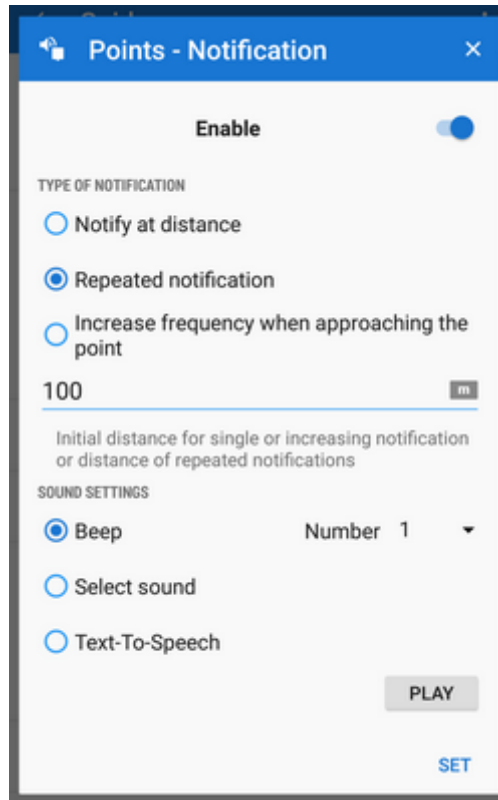 Points - Notification
Enable
TYPE OF NOTIFICATION
Notify at distance
Repeated notification
Increase frequency when approaching the
point
100 m
Initial distance for single or increasing notification
or distance of repeated notifications
SOUND SETTINGS
Beep Number 1
Select sound
Text-To-Speech
PLAY
SET